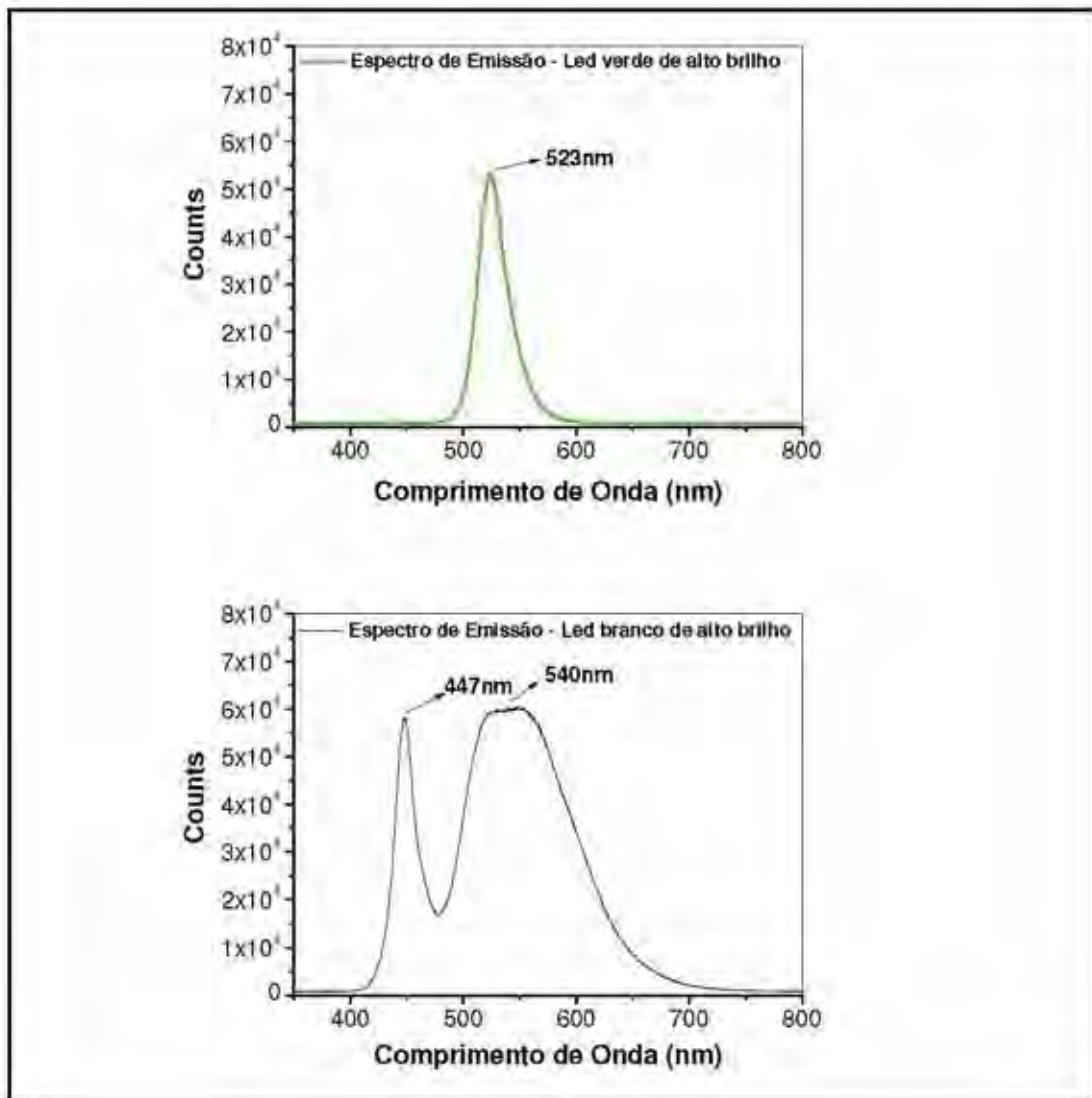 8x10⁴
Espectro de Emissão - Led verde de alto brilho
7x10⁴
6x10⁴
523nm
5x10⁴
4x10⁴
3x10⁴
2x10⁴
1x10⁴
0
Counts
400 500 600 700 800
Comprimento de Onda (nm)
8x10⁴
Espectro de Emissão - Led branco de alto brilho
7x10⁴
447nm
540nm
6x10⁴
5x10⁴
4x10⁴
3x10⁴
2x10⁴
1x10⁴
0
Counts
400 500 600 700 800
Comprimento de Onda (nm)